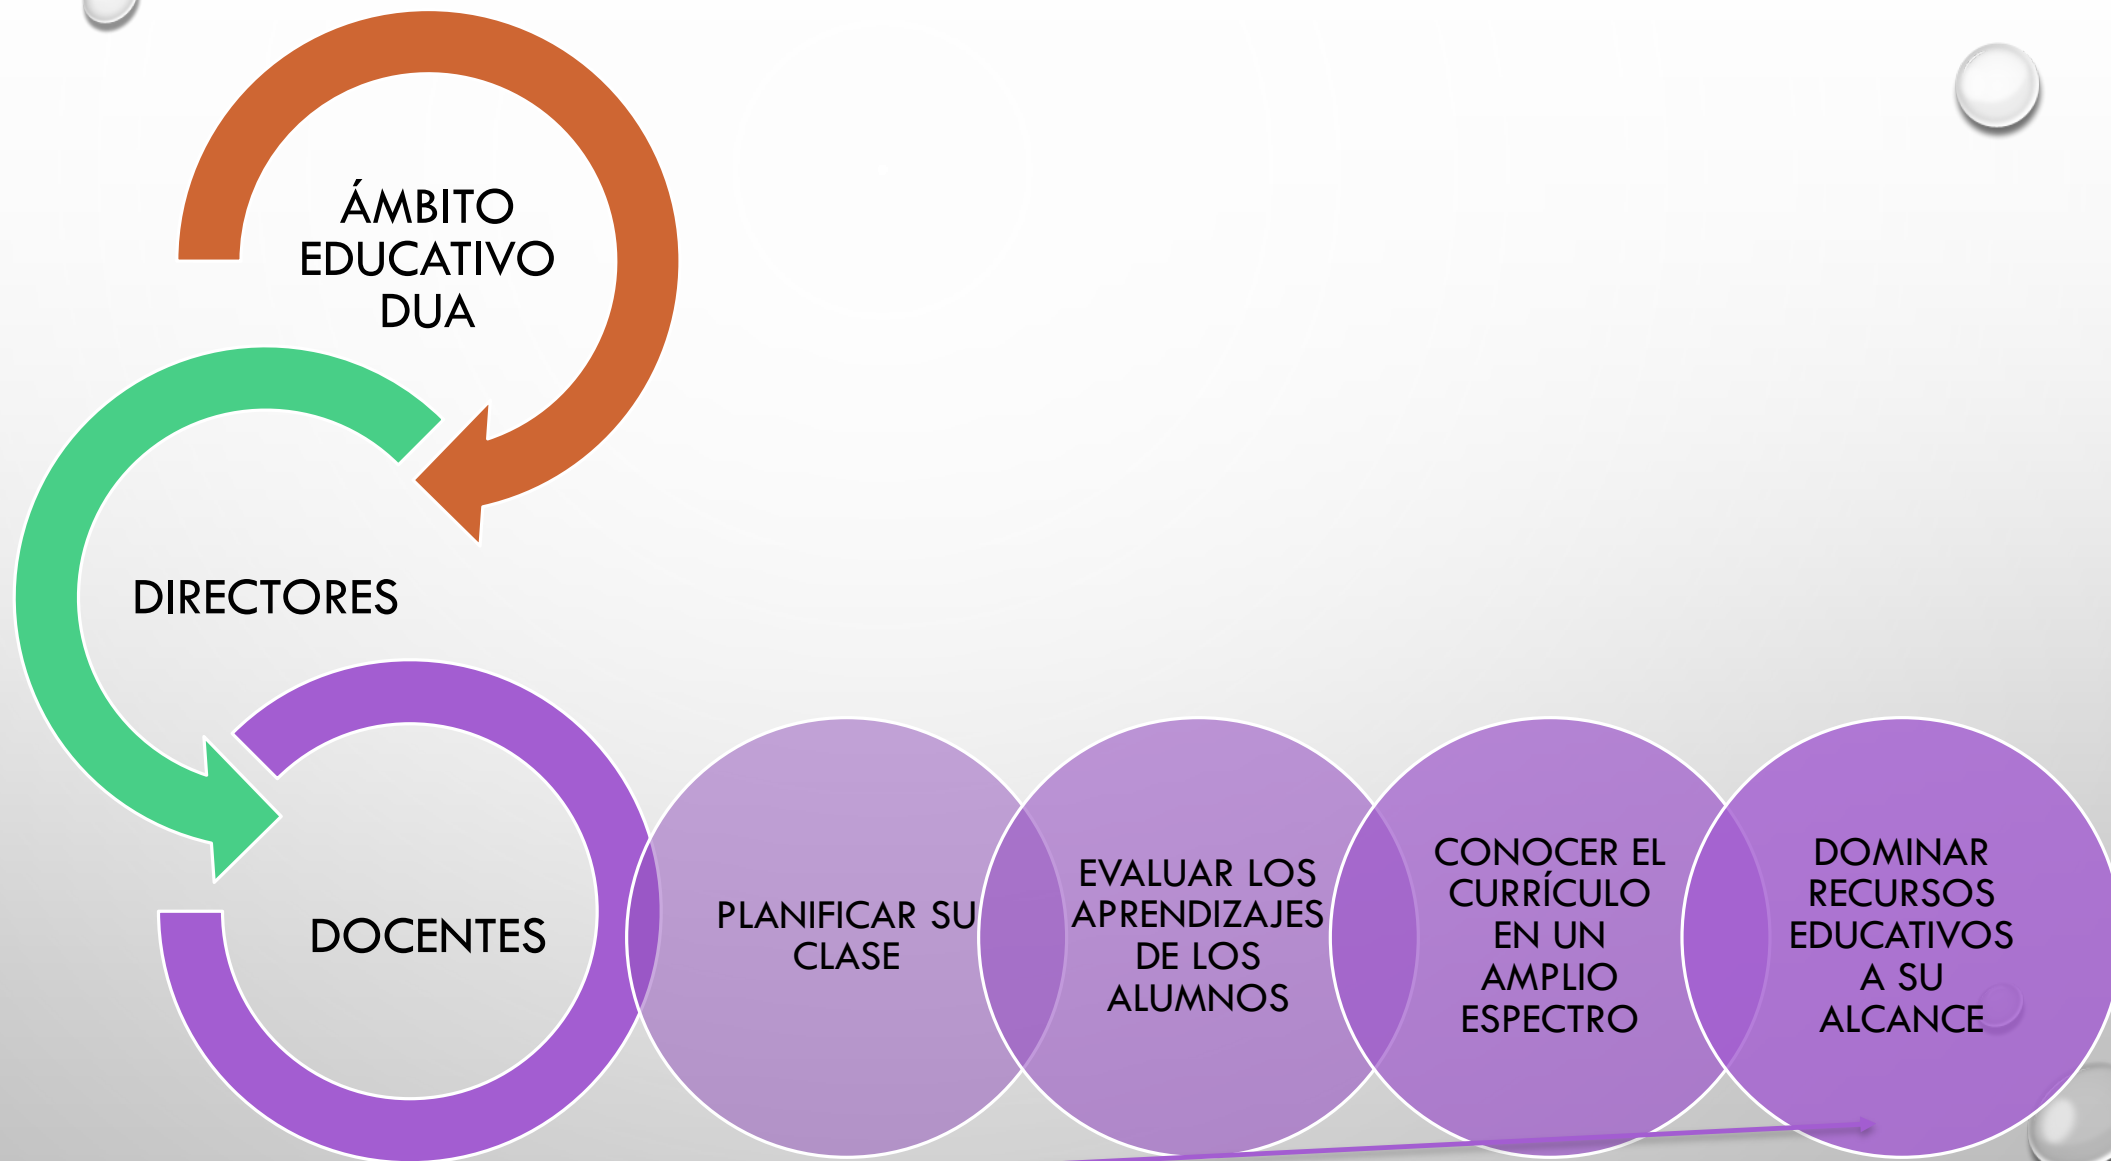 ÁMBITO
EDUCATIVO
DUA
DIRECTORES
DOCENTES
PLANIFICAR SU
CLASE
EVALUAR LOS
APRENDIZAJES
DE LOS
ALUMNOS
CONOCER EL
CURRÍCULO
EN UN
AMPLIO
ESPECTRO
DOMINAR
RECURSOS
EDUCATIVOS
A SU
ALCANCE